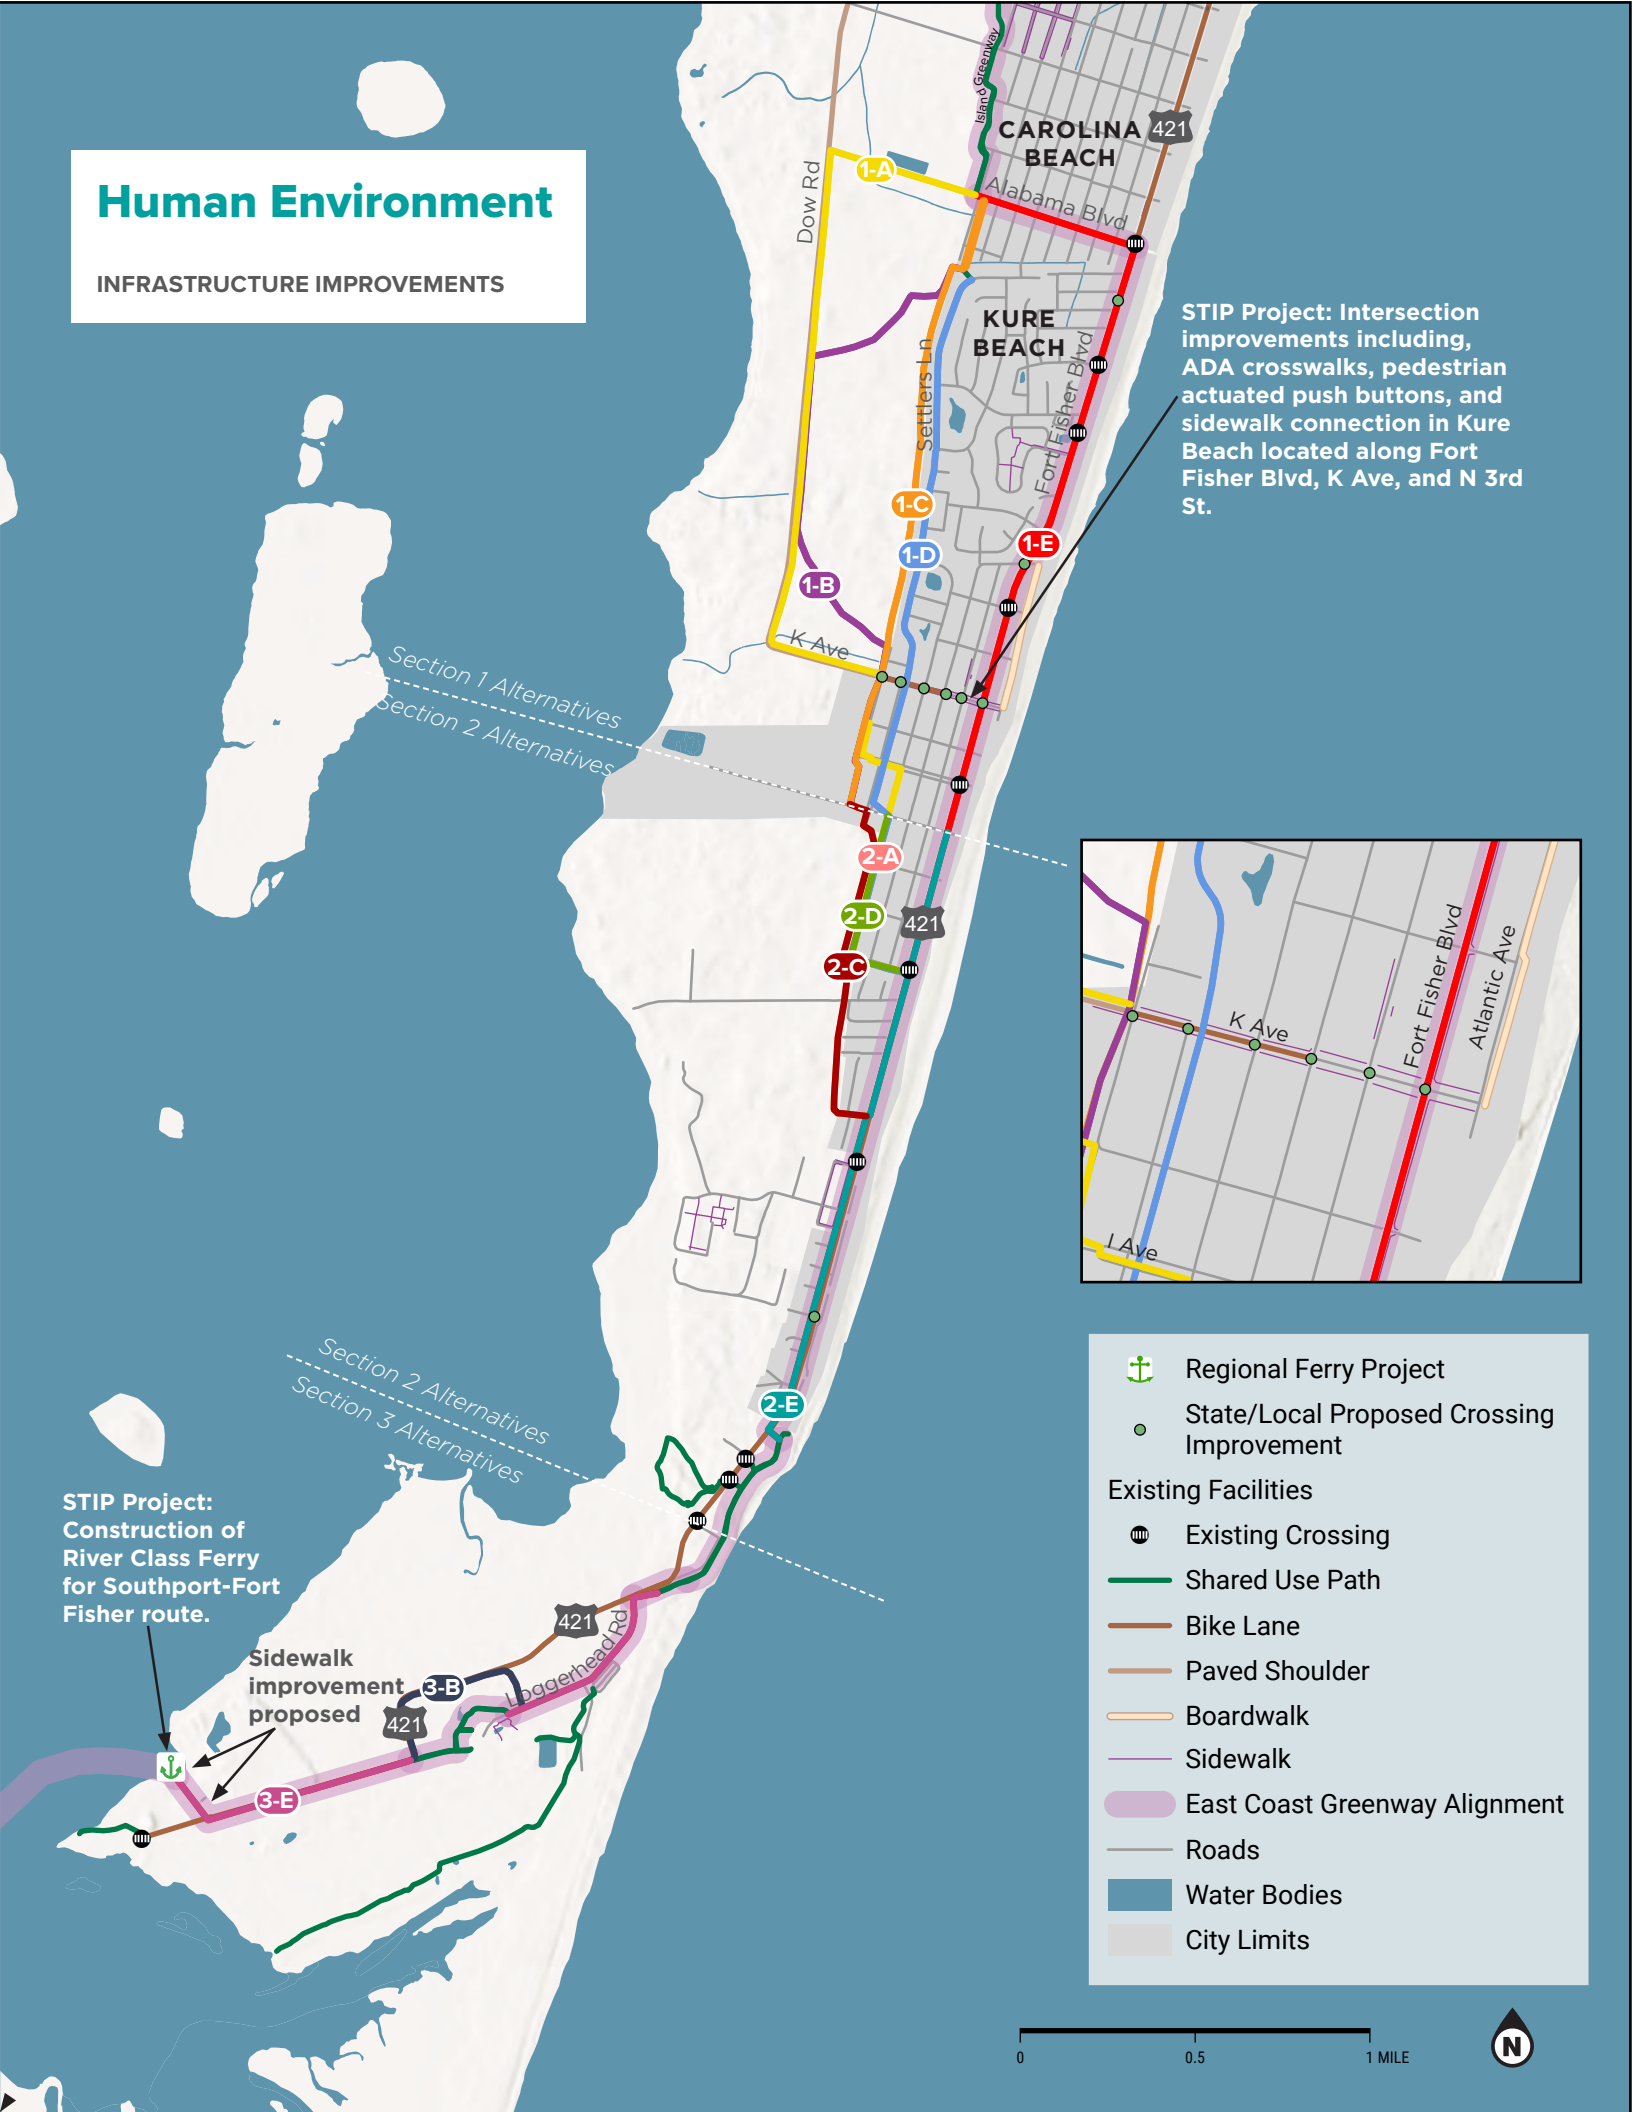 Human Environment
INFRASTRUCTURE IMPROVEMENTS
Island Greenway
CAROLINA
BEACH
421
1-A
Dow Rd
Alabama Blvd
KURE
BEACH
Settlers Ln
Fort Fisher Blvd
STIP Project: Intersection
improvements including,
ADA crosswalks, pedestrian
actuated push buttons, and
sidewalk connection in Kure
Beach located along Fort
Fisher Blvd, K Ave, and N 3rd
St.
1-C
1-D
1-E
1-B
K Ave
Section 1 Alternatives
Section 2 Alternatives
2-A
2-D
421
2-C
K Ave
Fort Fisher Blvd
Atlantic Ave
I Ave
2-E
Section 2 Alternatives
Section 3 Alternatives
STIP Project:
Construction of
River Class Ferry
for Southport-Fort
Fisher route.
421
Loggerhead Rd
Sidewalk
improvement
proposed
3-B
421
3-E
Regional Ferry Project
State/Local Proposed Crossing
Improvement
Existing Facilities
Existing Crossing
Shared Use Path
Bike Lane
Paved Shoulder
Boardwalk
Sidewalk
East Coast Greenway Alignment
Roads
Water Bodies
City Limits
0 0.5 1 MILE
N